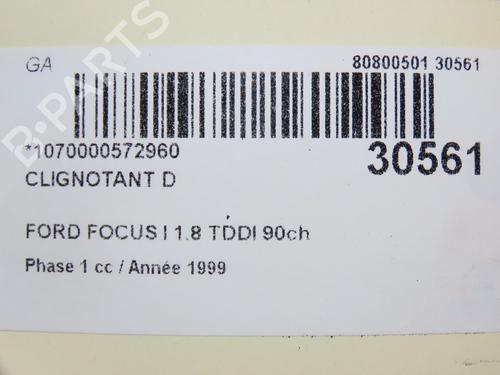 GA
80800501 30561
*1070000572960
30561
CLIGNOTANT D
FORD FOCUS I 1.8 TDDI 90ch
Phase 1 cc / Année 1999
B-PARTS